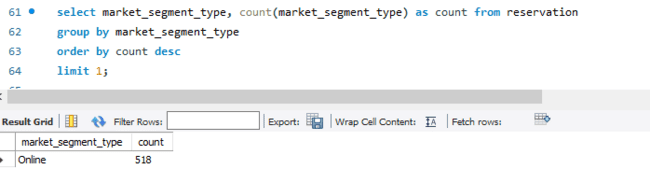 61 select market_segment_type, count(market_segment_type) as count from reservation
62 group by market_segment_type
63 order by count desc
64 limit 1;
Result Grid Filter Rows: Export: Wrap Cell Content: Fetch rows:
market_segment_type count
Online 518